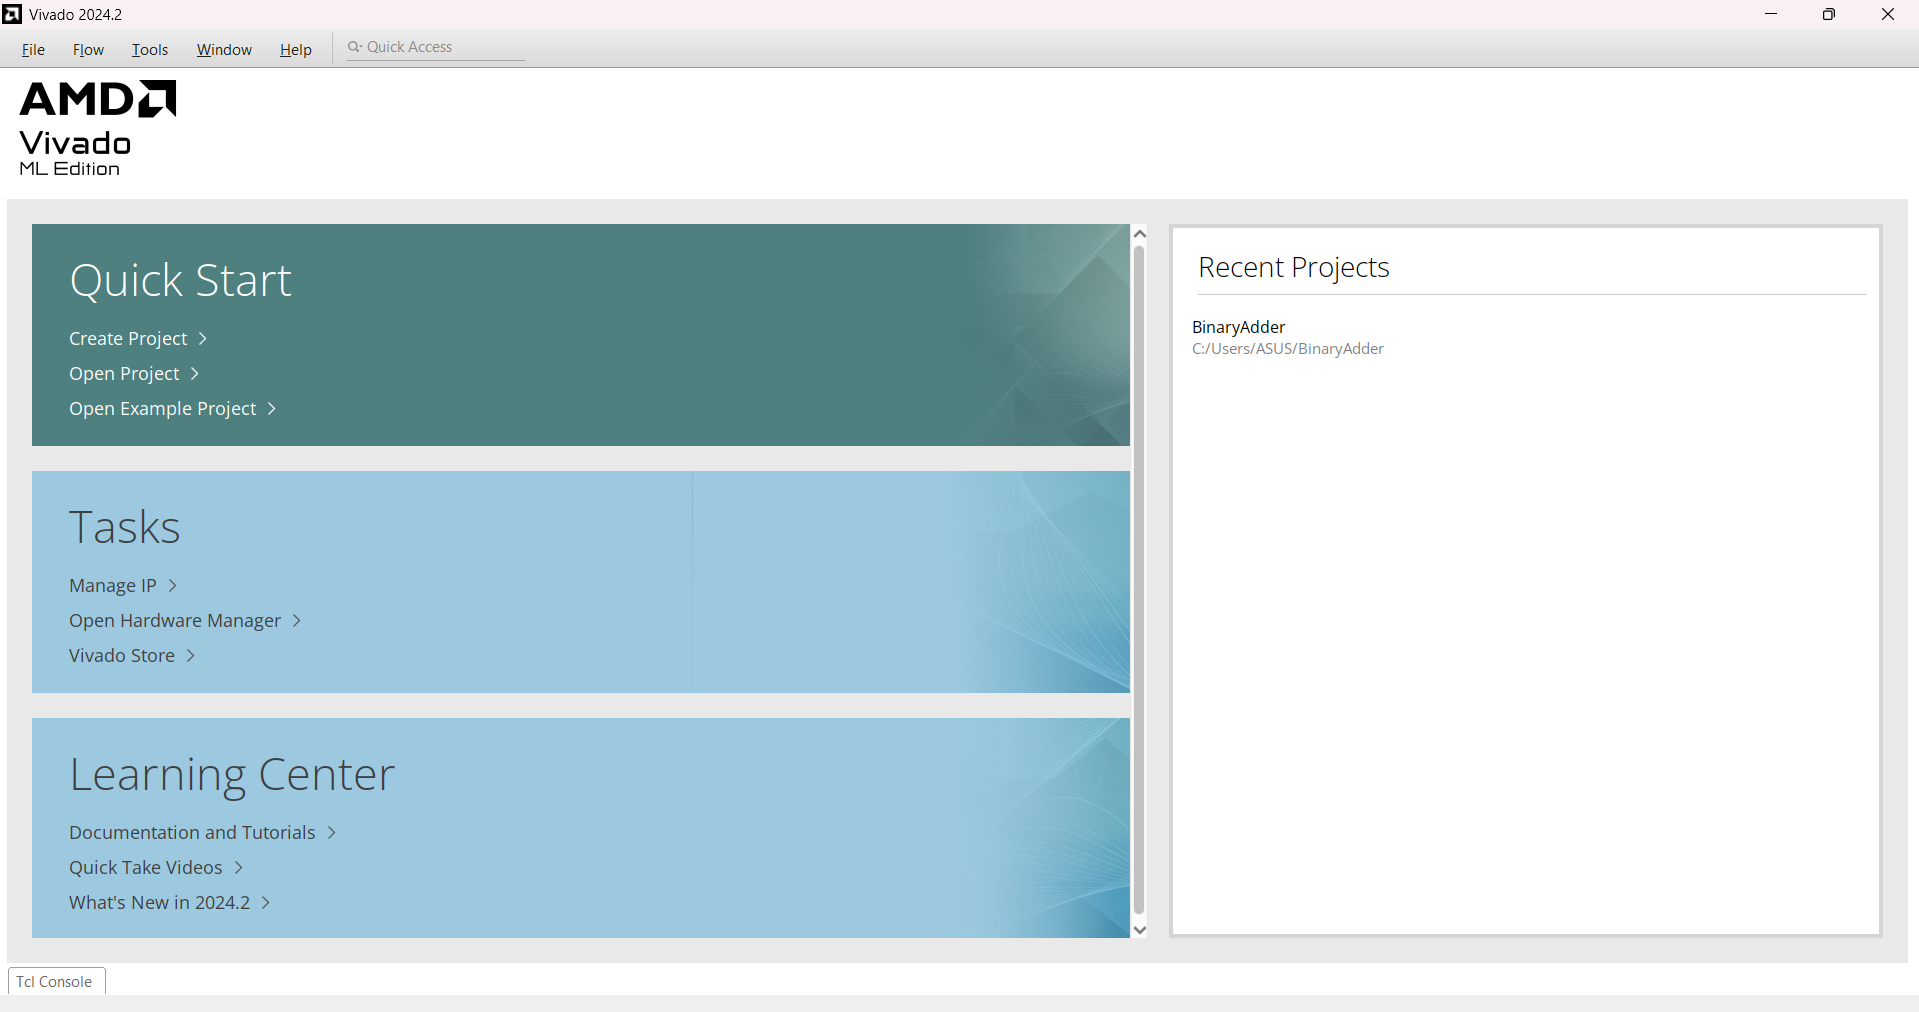 Vivado 2024.2
File Flow Tools Window Help Quick Access
AMD
Vivado
ML Edition
Quick Start
Create Project
Open Project
Open Example Project
Tasks
Manage IP
Open Hardware Manager
Vivado Store
Learning Center
Documentation and Tutorials
Quick Take Videos
What's New in 2024.2
Recent Projects
BinaryAdder
C:/Users/ASUS/BinaryAdder
Tcl Console